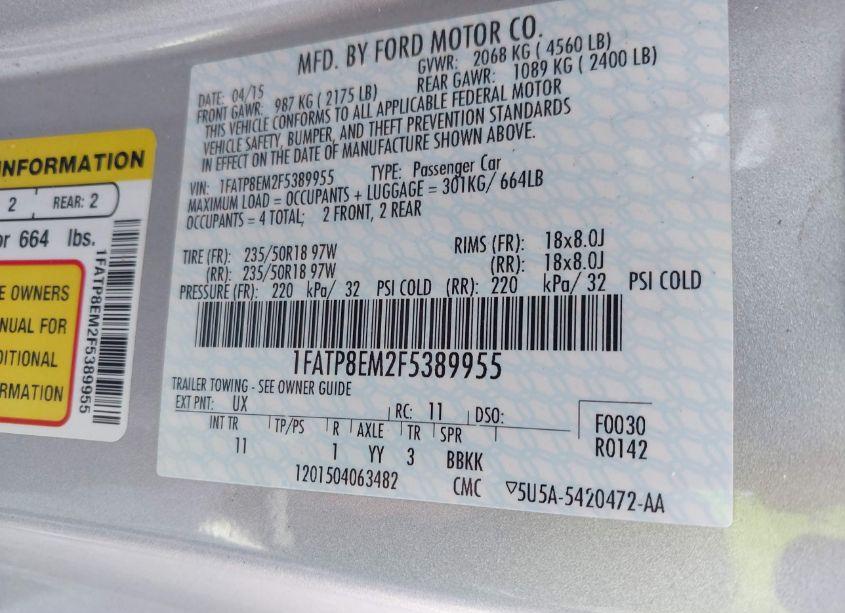 INFORMATION
2 REAR: 2
or 664 lbs.
E OWNERS
NUAL FOR
DITIONAL
RMATION
1FATP8EM2F5389955
MFD. BY FORD MOTOR CO.
DATE: 04/15 GVWR: 2068 KG ( 4560 LB)
FRONT GAWR: 987 KG ( 2175 LB) REAR GAWR: 1089 KG ( 2400 LB)
THIS VEHICLE CONFORMS TO ALL APPLICABLE FEDERAL MOTOR
VEHICLE SAFETY, BUMPER, AND THEFT PREVENTION STANDARDS
IN EFFECT ON THE DATE OF MANUFACTURE SHOWN ABOVE.
VIN: 1FATP8EM2F5389955 TYPE: Passenger Car
MAXIMUM LOAD = OCCUPANTS + LUGGAGE = 301KG/ 664LB
OCCUPANTS = 4 TOTAL; 2 FRONT, 2 REAR
TIRE (FR): 235/50R18 97W RIMS (FR): 18x8.0J
(RR): 235/50R18 97W (RR): 18x8.0J
PRESSURE (FR): 220 kPa/ 32 PSI COLD (RR): 220 kPa/ 32 PSI COLD
1FATP8EM2F5389955
TRAILER TOWING - SEE OWNER GUIDE
EXT PNT: UX RC: 11 DSO: F0030
INT TR TP/PS R AXLE TR SPR R0142
11 1 YY 3 BBKK
1201504063482 CMC ▽5U5A-5420472-AA